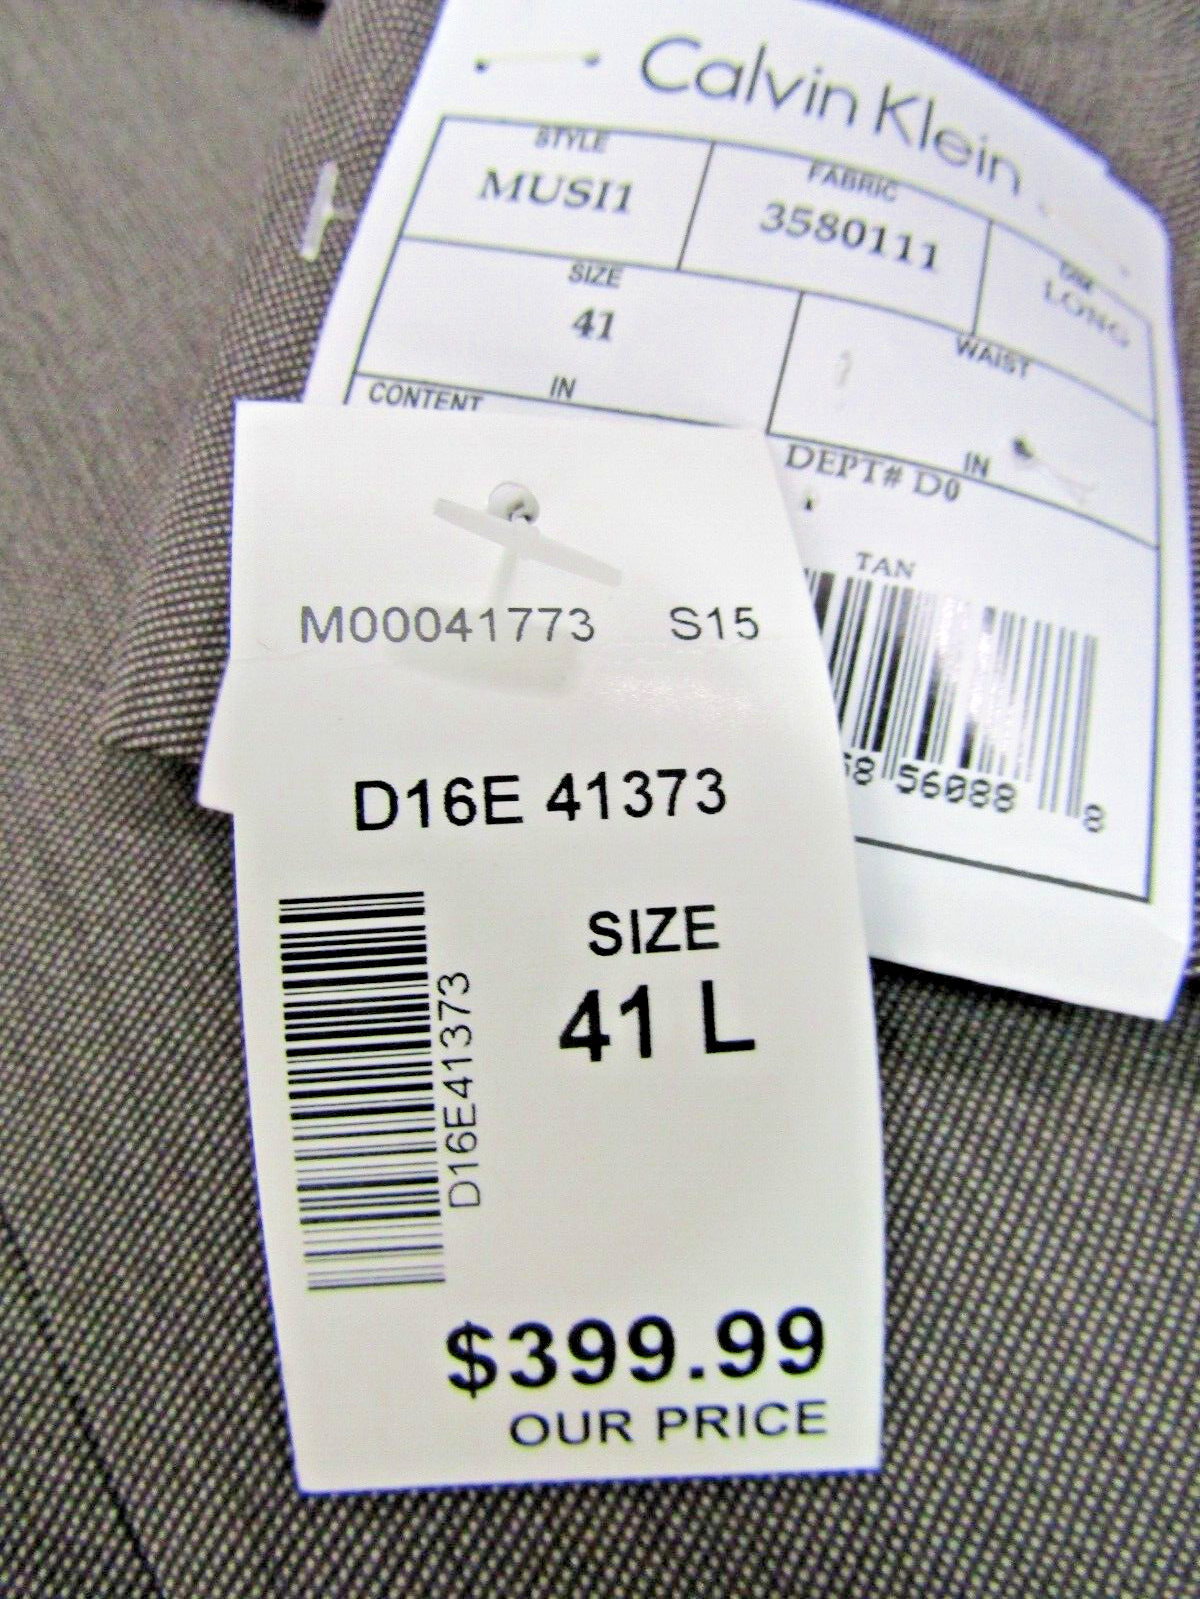 Calvin Klein
STYLE
MUSI1
FABRIC
3580111
LONG
SIZE
41
IN
WAIST
IN
CONTENT
DEPT# D0
TAN
58 56088 8
M00041773 S15
D16E 41373
D16E41373
SIZE
41 L
$399.99
OUR PRICE